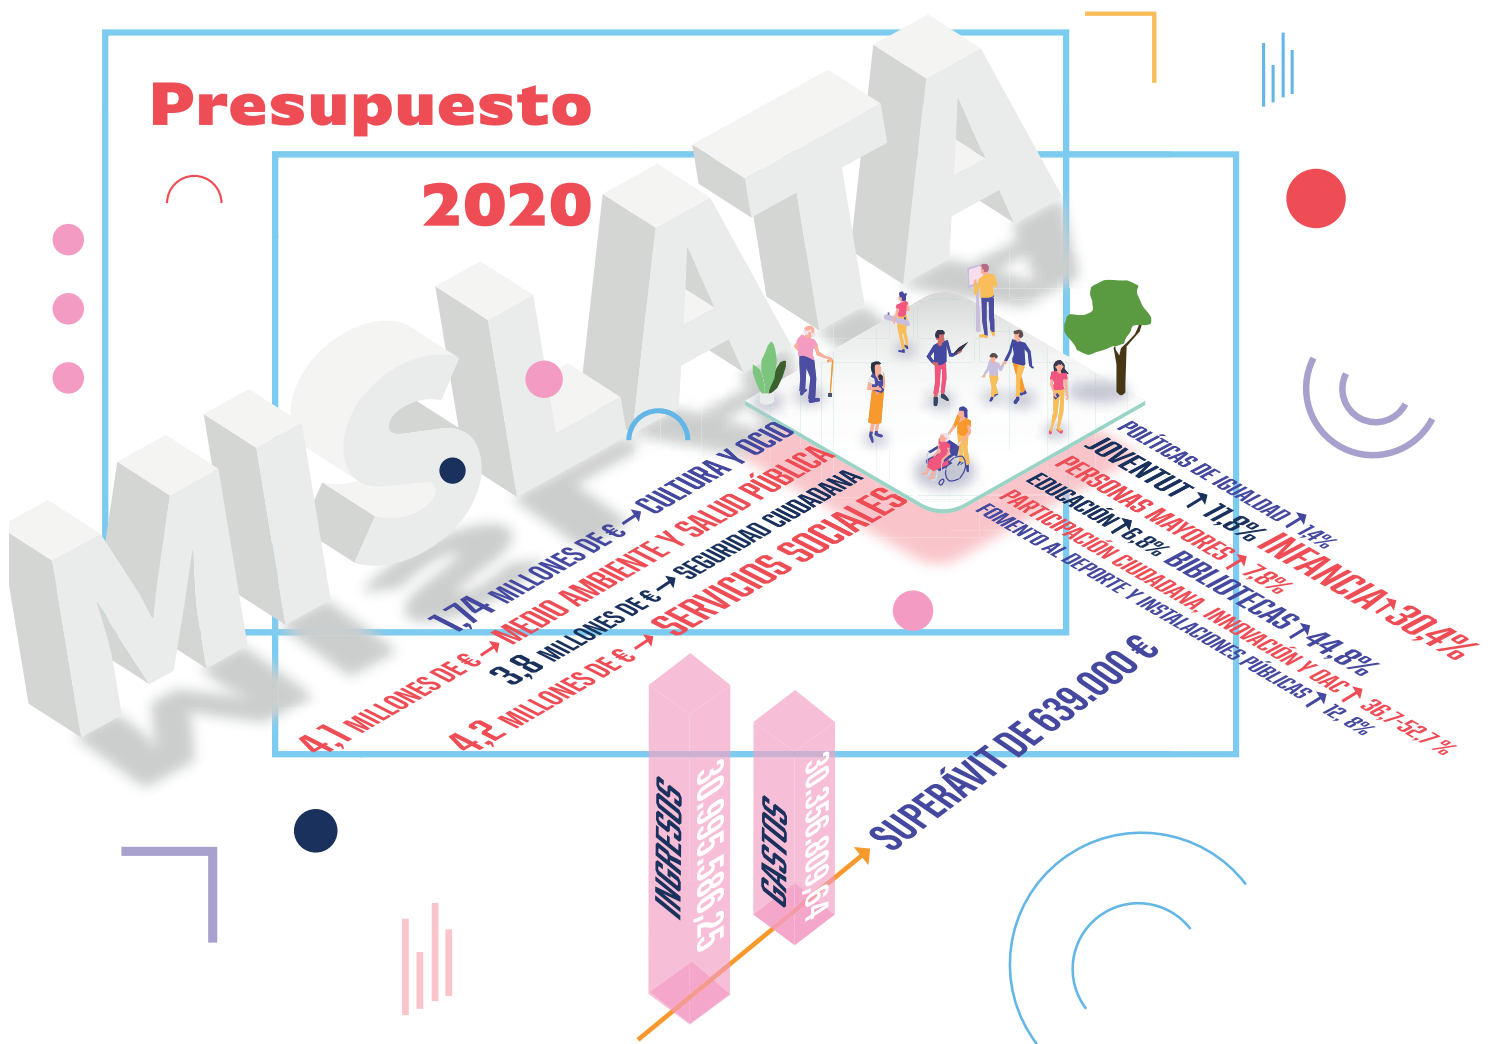 Presupuesto
2020
MISLATA
1,74 MILLONES DE € → CULTURA Y OCIO
4,7 MILLONES DE € → MEDIO AMBIENTE Y SALUD PÚBLICA
3,8 MILLONES DE € → SEGURIDAD CIUDADANA
4,2 MILLONES DE € → SERVICIOS SOCIALES
POLÍTICAS DE IGUALDAD ↑ 1,4%
JOVENTUT ↑ 11,8% INFANCIA ↑ 30,4%
PERSONAS MAYORES ↑ 7,8%
EDUCACIÓN ↑ 6,8% BIBLIOTECAS ↑ 44,8%
PARTICIPACIÓN CIUDADANA, INNOVACIÓN Y OAC ↑ 36,7-52,7 %
FOMENTO AL DEPORTE Y INSTALACIONES PÚBLICAS ↑ 12, 8%
INGRESOS
30.995.586,25
GASTOS
30.356.809,64
SUPERÁVIT DE 639.000 €